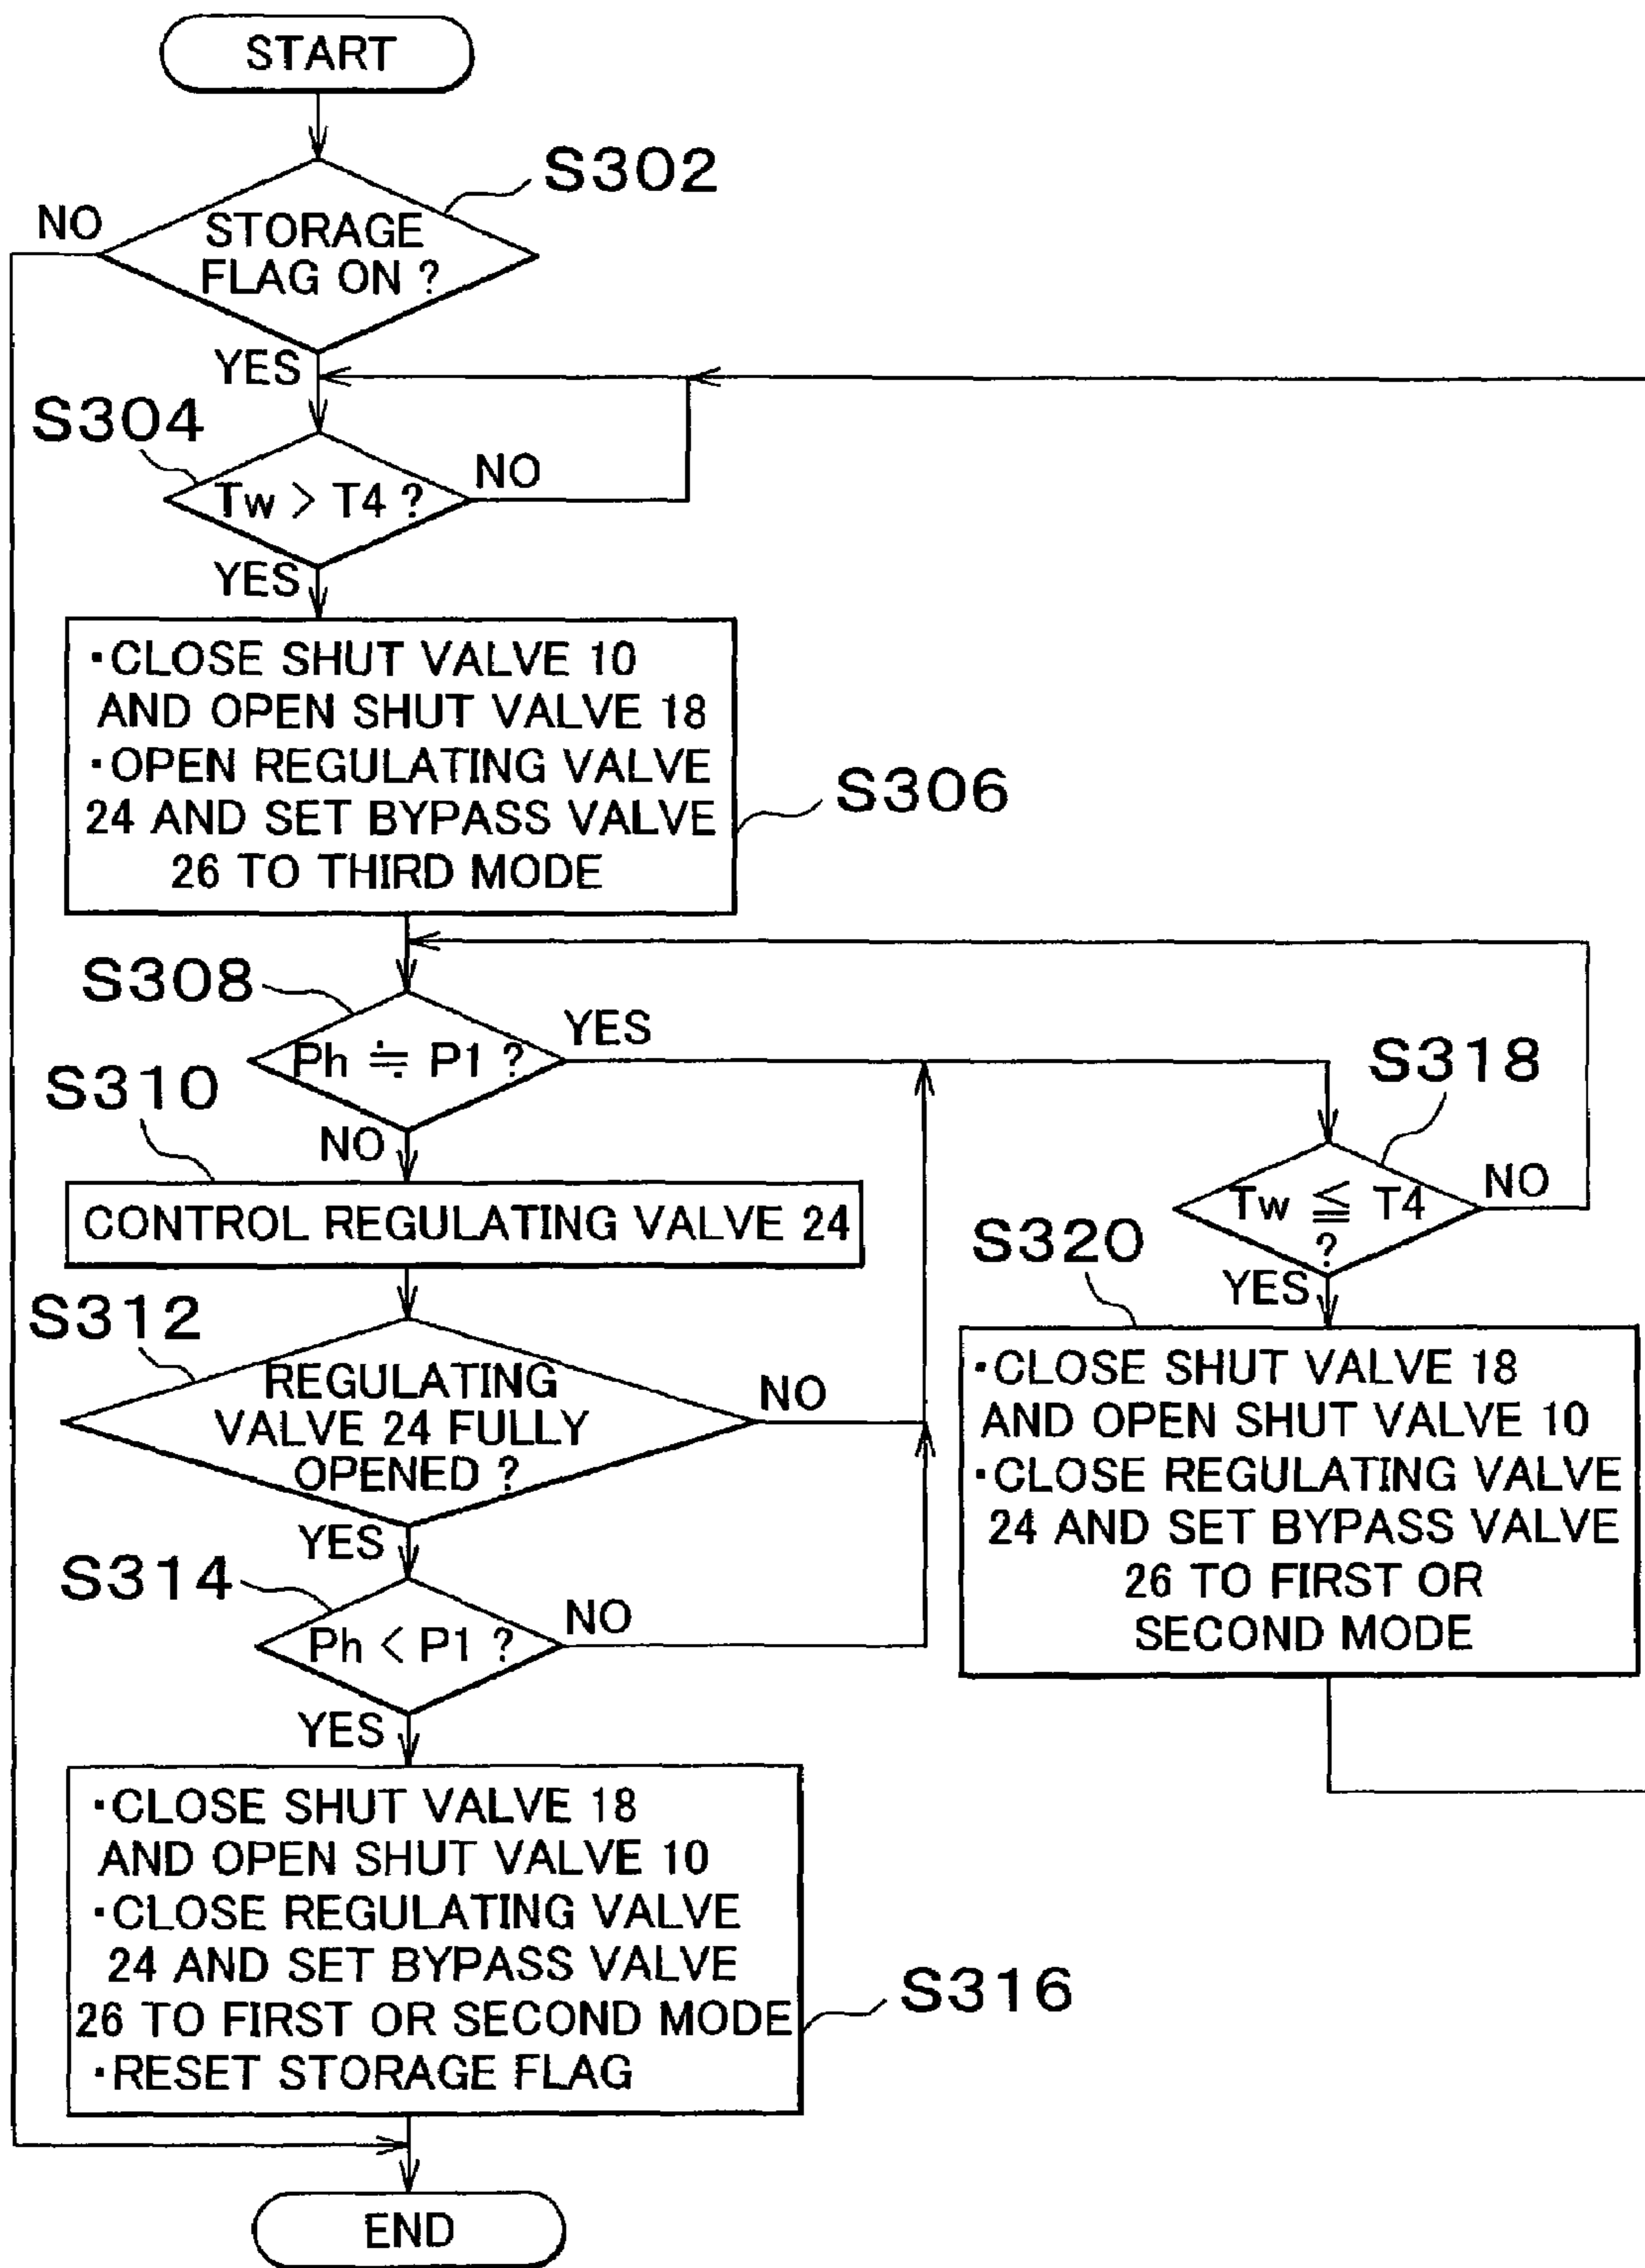 START
S302
NO
STORAGE
FLAG ON ?
YES
S304
NO
Tw > T4 ?
YES
·CLOSE SHUT VALVE 10
AND OPEN SHUT VALVE 18
·OPEN REGULATING VALVE
24 AND SET BYPASS VALVE
26 TO THIRD MODE
S306
S308
YES
Ph ≒ P1 ?
NO
S310
CONTROL REGULATING VALVE 24
S312
REGULATING
VALVE 24 FULLY
OPENED ?
NO
YES
S314
NO
Ph < P1 ?
YES
·CLOSE SHUT VALVE 18
AND OPEN SHUT VALVE 10
·CLOSE REGULATING VALVE
24 AND SET BYPASS VALVE
26 TO FIRST OR SECOND MODE
·RESET STORAGE FLAG
S316
END
S318
Tw ≦ T4
?
NO
YES
S320
·CLOSE SHUT VALVE 18
AND OPEN SHUT VALVE 10
·CLOSE REGULATING VALVE
24 AND SET BYPASS VALVE
26 TO FIRST OR
SECOND MODE